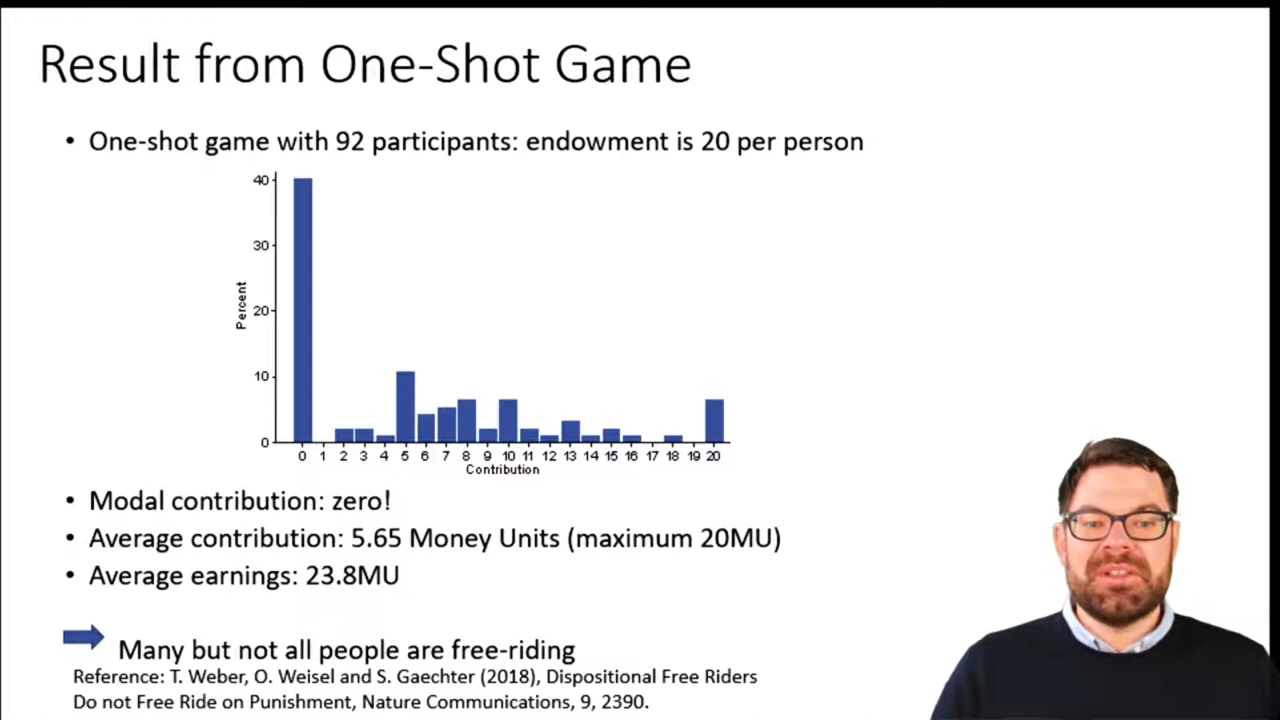 Result from One-Shot Game
• One-shot game with 92 participants: endowment is 20 per person
40
30
20
10
0
Percent
0 1 2 3 4 5 6 7 8 9 10 11 12 13 14 15 16 17 18 19 20
Contribution
• Modal contribution: zero!
• Average contribution: 5.65 Money Units (maximum 20MU)
• Average earnings: 23.8MU
Many but not all people are free-riding
Reference: T. Weber, O. Weisel and S. Gaechter (2018), Dispositional Free Riders
Do not Free Ride on Punishment, Nature Communications, 9, 2390.